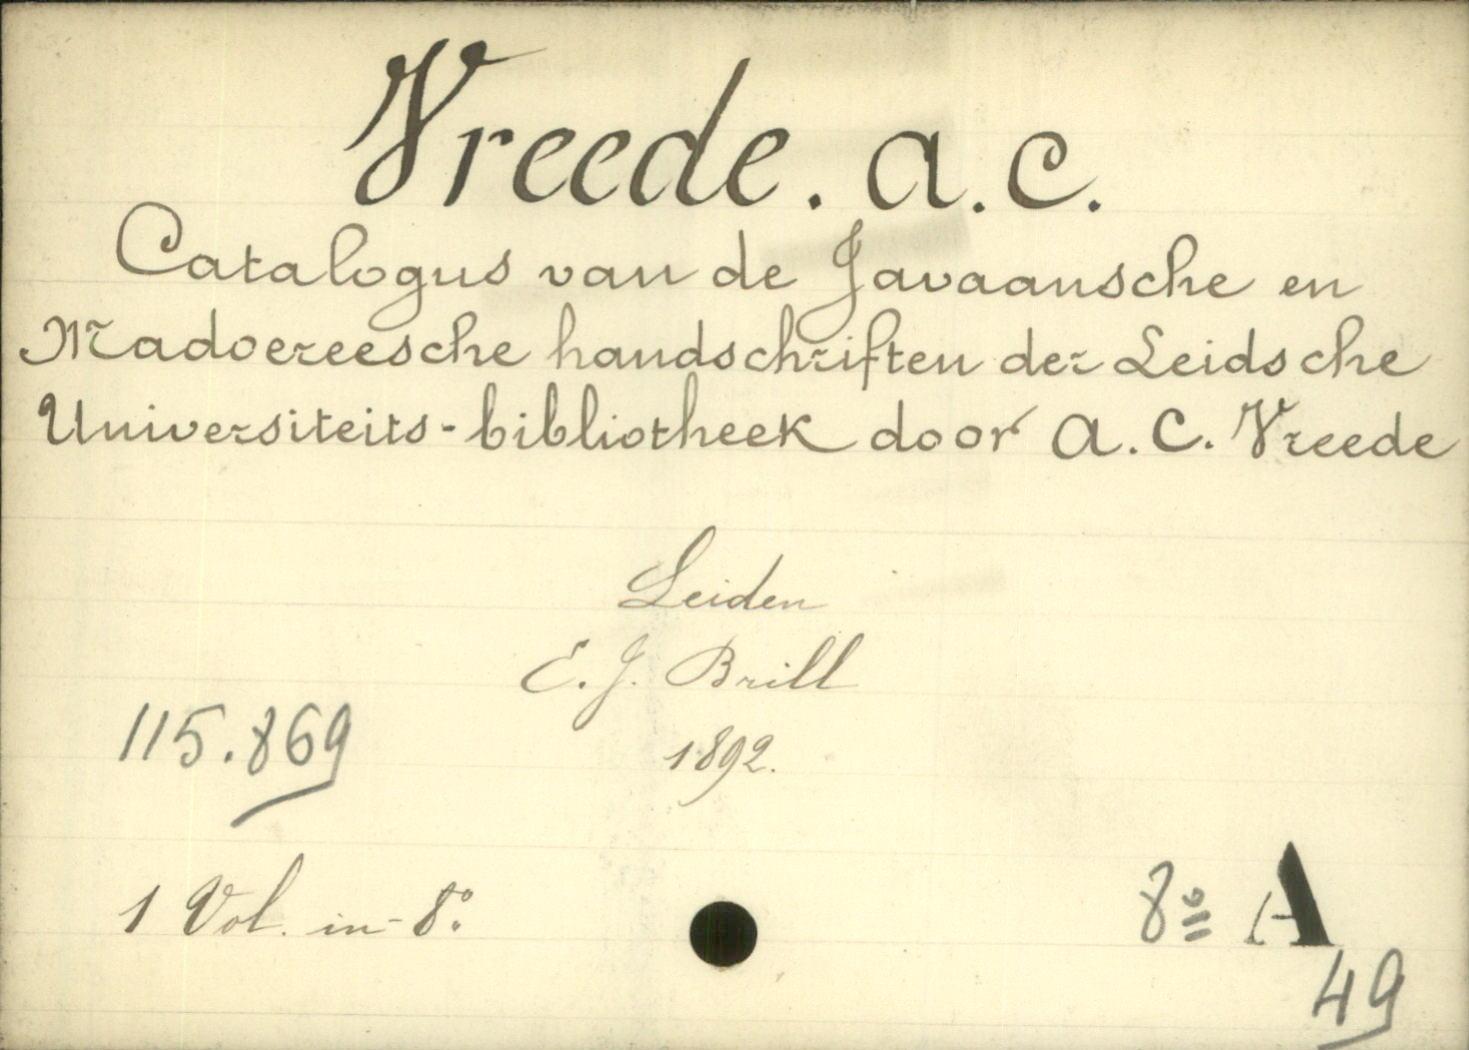 Vreede. A.C.
Catalogus van de Javaansche en
Madoereesche handschriften der Leidsche
Universiteits-bibliotheek door A.C. Vreede
Leiden
E.J. Brill
1892.
115.869
1 Vol. in-8°.
8° A
49